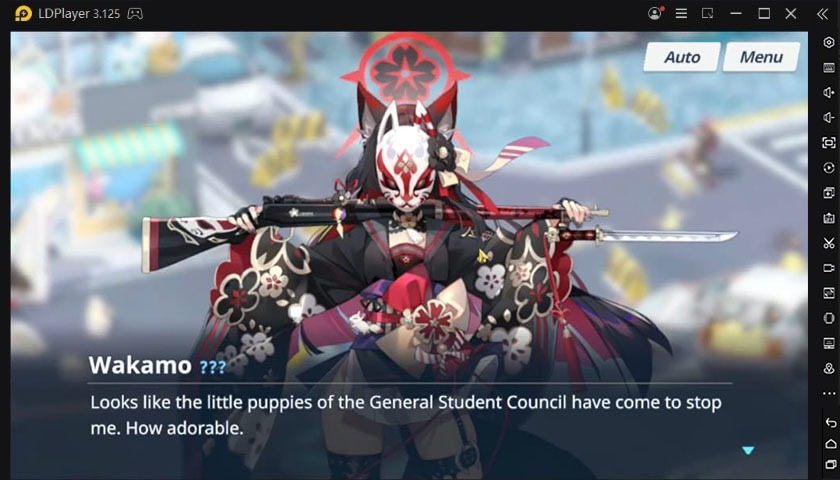 LDPlayer 3.125
Auto
Menu
Wakamo ???
Looks like the little puppies of the General Student Council have come to stop
me. How adorable.